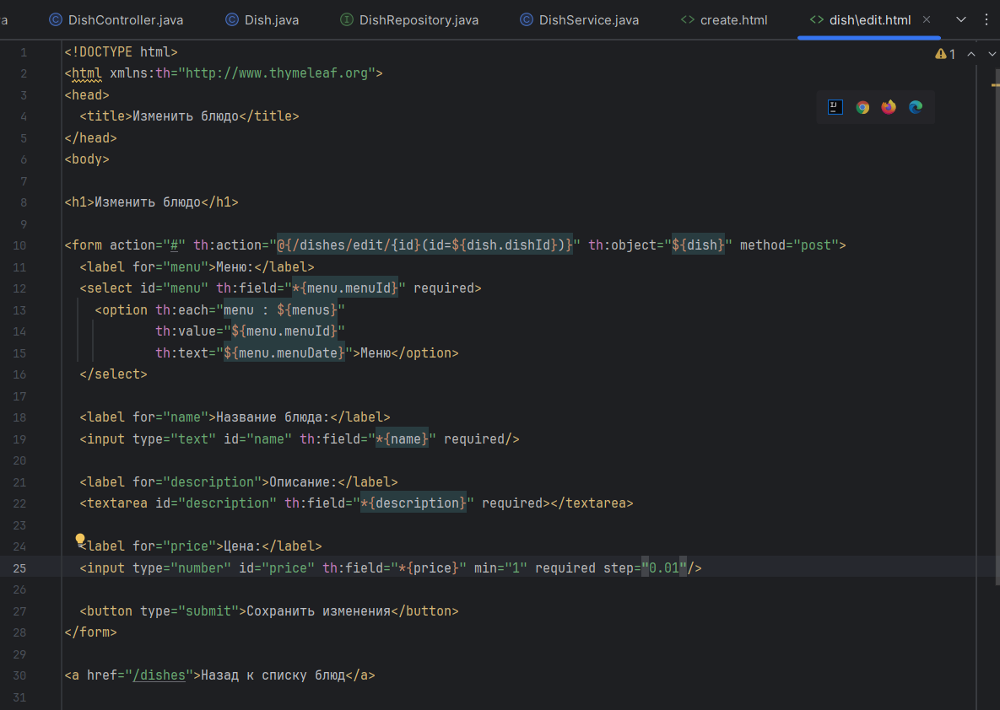 a DishController.java Dish.java DishRepository.java DishService.java create.html dish\edit.html
1 <!DOCTYPE html> 1
2 <html xmlns:th="http://www.thymeleaf.org">
3 <head>
4 <title>Изменить блюдо</title>
5 </head>
6 <body>
7
8 <h1>Изменить блюдо</h1>
9
10 <form action="#" th:action="@{/dishes/edit/{id}(id=${dish.dishId})}" th:object="${dish}" method="post">
11 <label for="menu">Меню:</label>
12 <select id="menu" th:field="*{menu.menuId}" required>
13 <option th:each="menu : ${menus}"
14 th:value="${menu.menuId}"
15 th:text="${menu.menuDate}">Меню</option>
16 </select>
17
18 <label for="name">Название блюда:</label>
19 <input type="text" id="name" th:field="*{name}" required/>
20
21 <label for="description">Описание:</label>
22 <textarea id="description" th:field="*{description}" required></textarea>
23
24 <label for="price">Цена:</label>
25 <input type="number" id="price" th:field="*{price}" min="1" required step="0.01"/>
26
27 <button type="submit">Сохранить изменения</button>
28 </form>
29
30 <a href="/dishes">Назад к списку блюд</a>
31